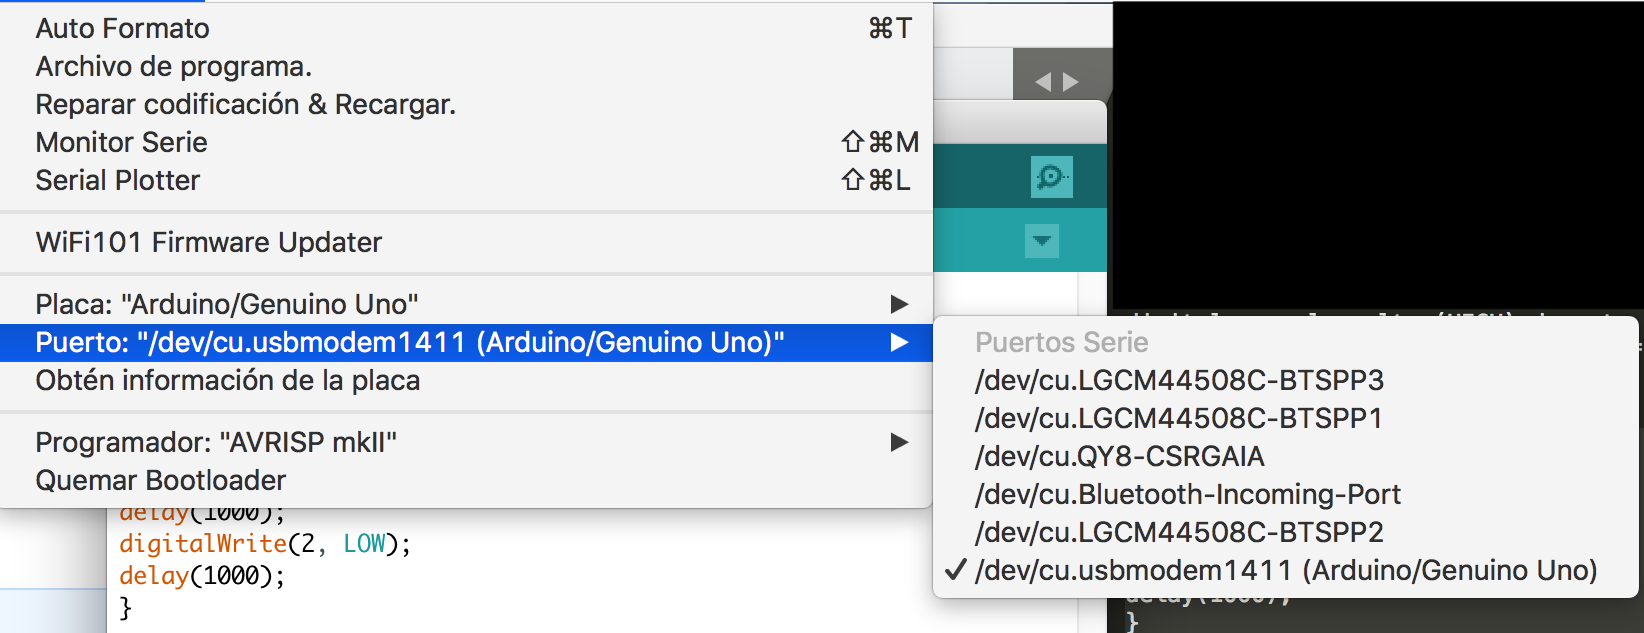 Auto Formato ⌘T
Archivo de programa.
Reparar codificación & Recargar.
Monitor Serie ⇧⌘M
Serial Plotter ⇧⌘L
WiFi101 Firmware Updater
Placa: "Arduino/Genuino Uno"
Puerto: "/dev/cu.usbmodem1411 (Arduino/Genuino Uno)"
Obtén información de la placa
Programador: "AVRISP mkII"
Quemar Bootloader
Puertos Serie
/dev/cu.LGCM44508C-BTSPP3
/dev/cu.LGCM44508C-BTSPP1
/dev/cu.QY8-CSRGAIA
/dev/cu.Bluetooth-Incoming-Port
/dev/cu.LGCM44508C-BTSPP2
✓ /dev/cu.usbmodem1411 (Arduino/Genuino Uno)
delay(1000);
digitalWrite(2, LOW);
delay(1000);
}
delay(1000);
}